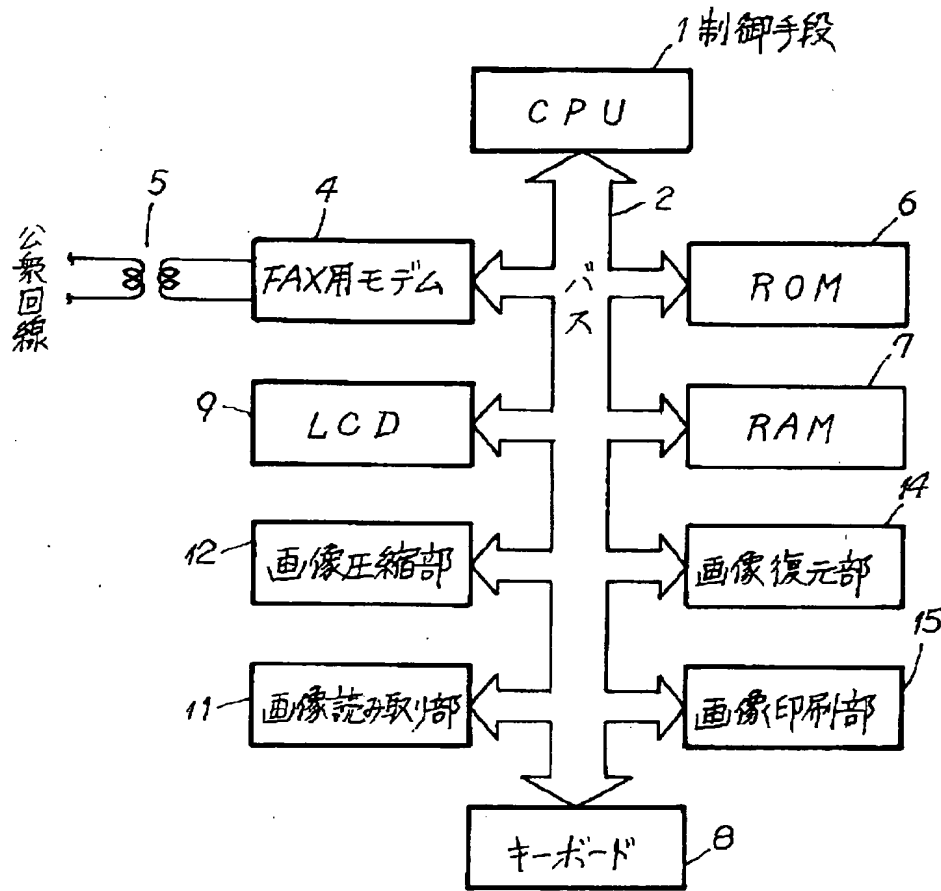 1 制御手段
CPU
2
5
4
6
公衆回線
FAX用モデム
バス
ROM
7
9
LCD
RAM
14
12
画像圧縮部
画像復元部
15
11
画像読み取り部
画像印刷部
キーボード
8